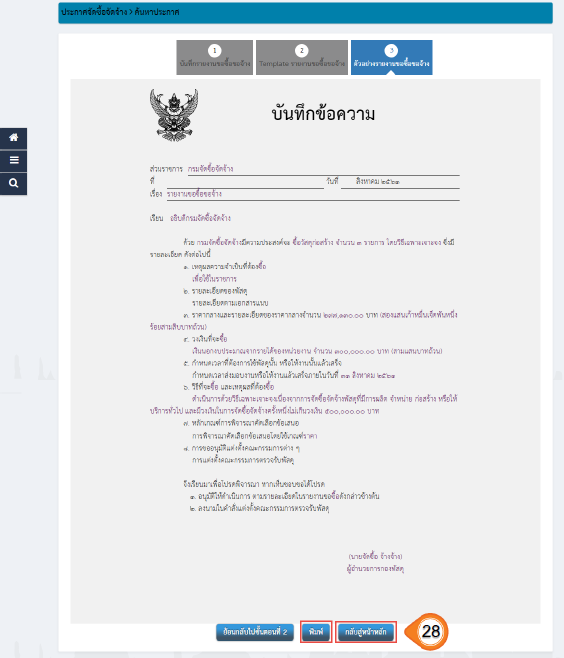 ประกาศจัดซื้อจัดจ้าง > ค้นหาประกาศ
1 2 3
บันทึกรายงานขอซื้อขอจ้าง Template รายงานขอซื้อขอจ้าง ตัวอย่างรายงานขอซื้อขอจ้าง
บันทึกข้อความ
ส่วนราชการ กรมจัดซื้อจัดจ้าง
ที่ วันที่ สิงหาคม ๒๕๖๑
เรื่อง รายงานขอซื้อขอจ้าง
เรียน อธิบดีกรมจัดซื้อจัดจ้าง
ด้วย กรมจัดซื้อจัดจ้างมีความประสงค์จะ ซื้อวัสดุก่อสร้าง จำนวน ๓ รายการ โดยวิธีเฉพาะเจาะจง ซึ่งมี
รายละเอียด ดังต่อไปนี้
๑. เหตุผลความจำเป็นที่ต้องซื้อ
เพื่อใช้ในราชการ
๒. รายละเอียดของพัสดุ
รายละเอียดตามเอกสารแนบ
๓. ราคากลางและรายละเอียดของราคากลางจำนวน ๒๙๗,๑๓๐.๐๐ บาท (สองแสนเก้าหมื่นเจ็ดพันหนึ่ง
ร้อยสามสิบบาทถ้วน)
๔. วงเงินที่จะซื้อ
เงินนอกงบประมาณจากรายได้ของหน่วยงาน จำนวน ๓๐๐,๐๐๐.๐๐ บาท (สามแสนบาทถ้วน)
๕. กำหนดเวลาที่ต้องการใช้พัสดุนั้น หรือให้งานนั้นแล้วเสร็จ
กำหนดเวลาส่งมอบงานหรือให้งานแล้วเสร็จภายในวันที่ ๓๑ สิงหาคม ๒๕๖๑
๖. วิธีที่จะซื้อ และเหตุผลที่ต้องซื้อ
ดำเนินการด้วยวิธีเฉพาะเจาะจงเนื่องจากการจัดซื้อจัดจ้างพัสดุที่มีการผลิต จำหน่าย ก่อสร้าง หรือให้
บริการทั่วไป และมีวงเงินในการจัดซื้อจัดจ้างครั้งหนึ่งไม่เกินวงเงิน ๕๐๐,๐๐๐.๐๐ บาท
๗. หลักเกณฑ์การพิจารณาคัดเลือกข้อเสนอ
การพิจารณาคัดเลือกข้อเสนอโดยใช้เกณฑ์ราคา
๘. การขออนุมัติแต่งตั้งคณะกรรมการต่าง ๆ
การแต่งตั้งคณะกรรมการตรวจรับพัสดุ
จึงเรียนมาเพื่อโปรดพิจารณา หากเห็นชอบขอได้โปรด
๑. อนุมัติให้ดำเนินการ ตามรายละเอียดในรายงานขอซื้อดังกล่าวข้างต้น
๒. ลงนามในคำสั่งแต่งตั้งคณะกรรมการตรวจรับพัสดุ
(นายจัดซื้อ จ้างจ้าง)
ผู้อำนวยการกองพัสดุ
ย้อนกลับไปขั้นตอนที่ 2 พิมพ์ กลับสู่หน้าหลัก 28